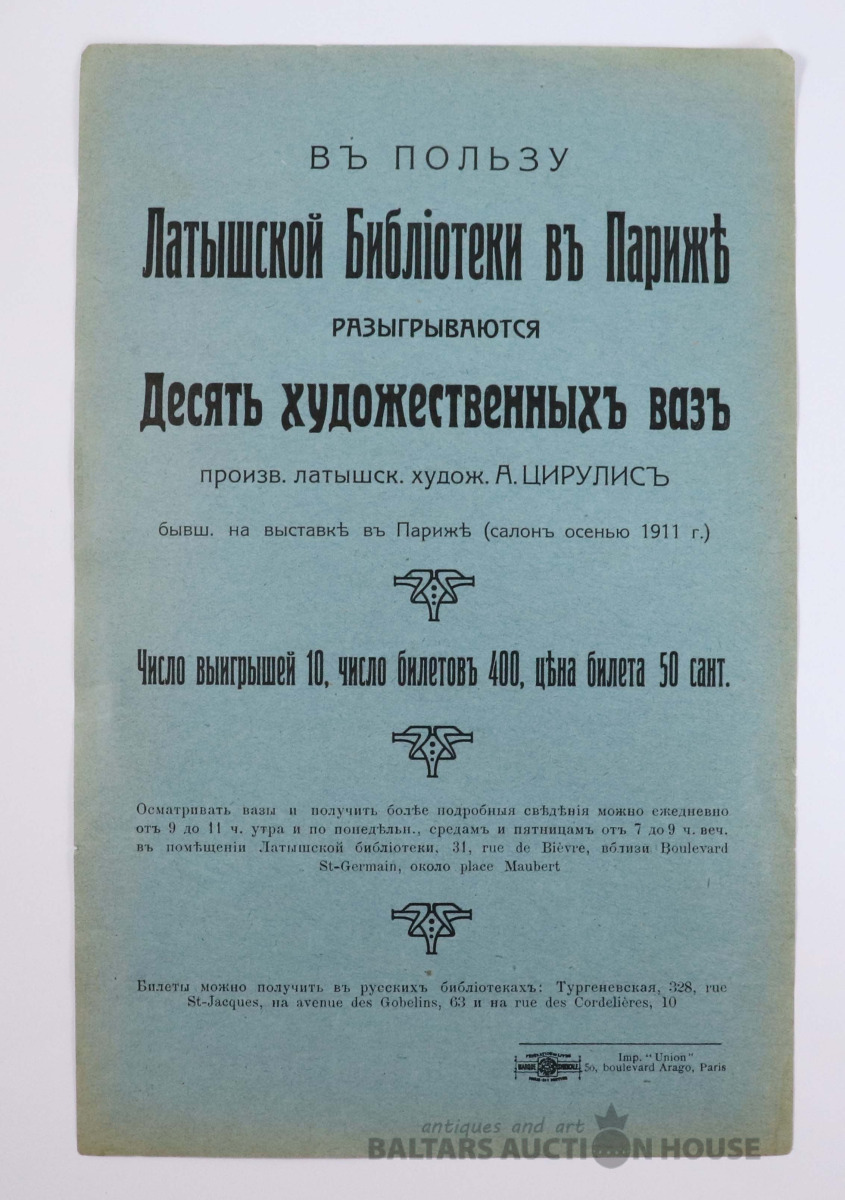 ВЪ ПОЛЬЗУ
Латышской Библіотеки въ Парижѣ
РАЗЫГРЫВАЮТСЯ
Десять художественныхъ вазъ
произв. латышск. худож. А. ЦИРУЛИСЪ
бывш. на выставкѣ въ Парижѣ (салонъ осенью 1911 г.)
Число выигрышей 10, число билетовъ 400, цѣна билета 50 сант.
Осматривать вазы и получить болѣе подробныя свѣдѣнія можно ежедневно
отъ 9 до 11 ч. утра и по понедѣльн., средамъ и пятницамъ отъ 7 до 9 ч. веч.
въ помѣщеніи Латышской библіотеки, 31, rue de Bièvre, вблизи Boulevard
St-Germain, около place Maubert
Билеты можно получить въ русскихъ библіотекахъ: Тургеневская, 328, rue
St-Jacques, на avenue des Gobelins, 63 и на rue des Cordelières, 10
MARQUE SYNDICALE
Imp. "Union"
50, boulevard Arago, Paris
antiques and art
BALTARS AUCTION HOUSE